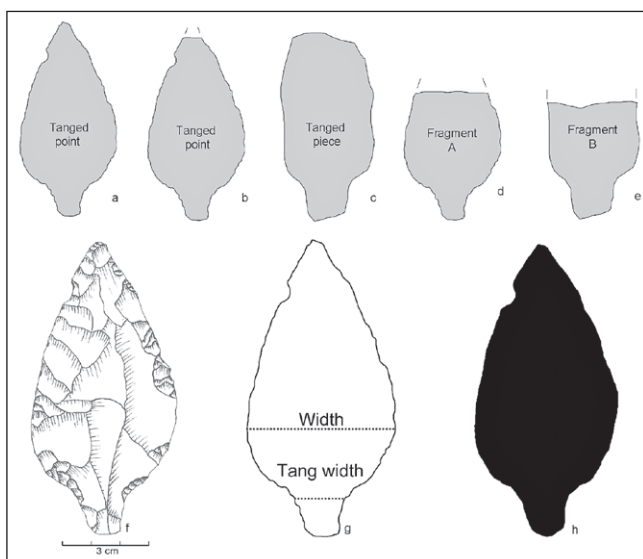 Tanged
point
a
Tanged
point
b
Tanged
piece
c
Fragment
A
d
Fragment
B
e
f
3 cm
Width
Tang width
g
h